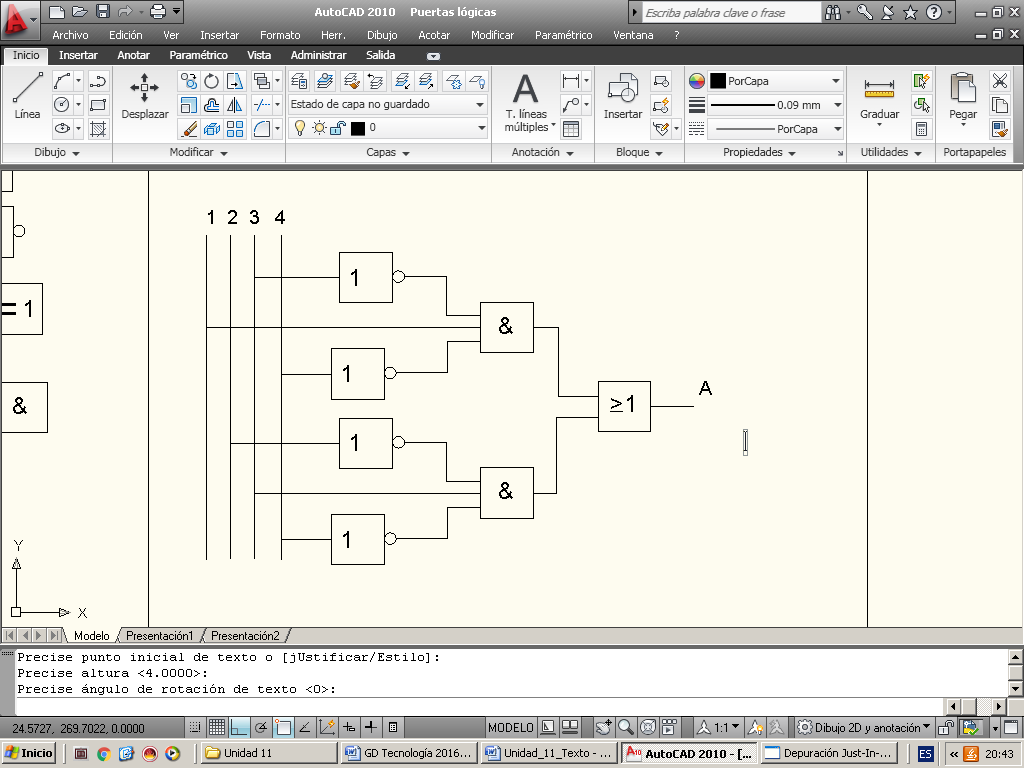 AutoCAD 2010 Puertas lógicas
Escriba palabra clave o frase
Archivo Edición Ver Insertar Formato Herr. Dibujo Acotar Modificar Paramétrico Ventana ?
Inicio Insertar Anotar Paramétrico Vista Administrar Salida
Línea
Desplazar
Estado de capa no guardado
0
A
T. líneas
múltiples
Insertar
PorCapa
0.09 mm
PorCapa
Graduar
Pegar
Dibujo Modificar Capas Anotación Bloque Propiedades Utilidades Portapapeles
1 2 3 4
1
&
1
≥1
A
1
&
1
= 1
&
Y
X
Modelo Presentación1 Presentación2
Precise punto inicial de texto o [jUstificar/Estilo]:
Precise altura <4.0000>:
Precise ángulo de rotación de texto <0>:
24.5727, 269.7022, 0.0000
MODELO
1:1
Dibujo 2D y anotación
Inicio
Unidad 11
GD Tecnología 2016...
Unidad_11_Texto - ...
AutoCAD 2010 - [...
Depuración Just-In-...
ES
«
20:43